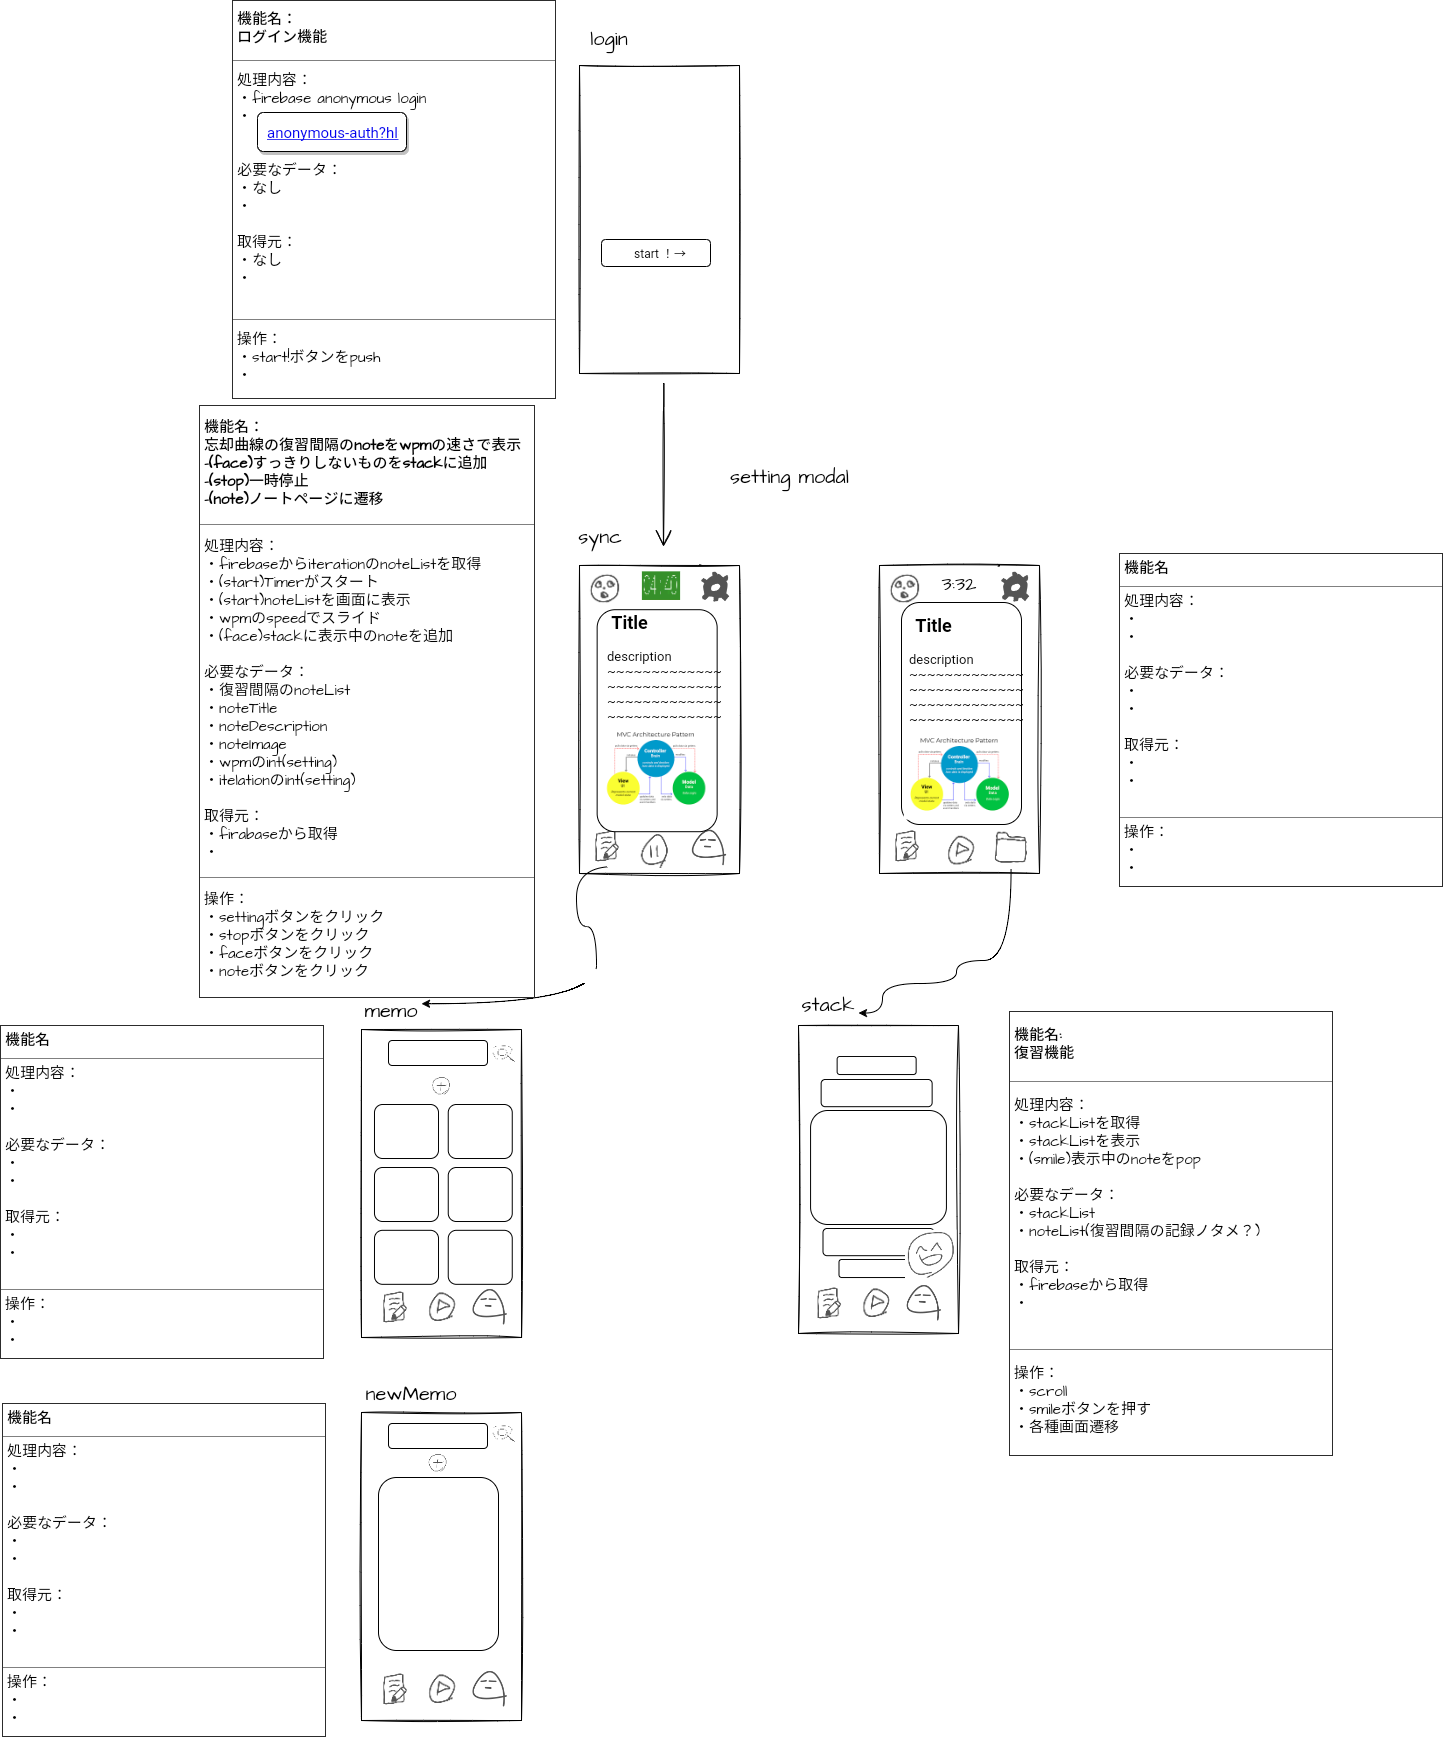 機能名：
ログイン機能
処理内容：
・firebase anonymous login
・
anonymous-auth?hl
必要なデータ：
・なし
・
取得元：
・なし
・
操作：
・start!ボタンをpush
・
login
start ！→
機能名：
忘却曲線の復習間隔のnoteをwpmの速さで表示
-(face)すっきりしないものをstackに追加
-(stop)一時停止
-(note)ノートページに遷移
処理内容：
・firebaseからiterationのnoteListを取得
・(start)Timerがスタート
・(start)noteListを画面に表示
・wpmのspeedでスライド
・(face)stackに表示中のnoteを追加
必要なデータ：
・復習間隔のnoteList
・noteTitle
・noteDescription
・noteImage
・wpmのint(setting)
・itelationのint(setting)
取得元：
・firabaseから取得
・
操作：
・settingボタンをクリック
・stopボタンをクリック
・faceボタンをクリック
・noteボタンをクリック
setting modal
sync
04:40
Title
description
~~~~~~~~~~~~~
~~~~~~~~~~~~~
~~~~~~~~~~~~~
~~~~~~~~~~~~~
MVC Architecture Pattern
Controller
Brain
View
UI
Model
Data
3:32
Title
description
~~~~~~~~~~~~~
~~~~~~~~~~~~~
~~~~~~~~~~~~~
~~~~~~~~~~~~~
MVC Architecture Pattern
Controller
Brain
View
UI
Model
Data
機能名
処理内容：
・
・
必要なデータ：
・
・
取得元：
・
・
操作：
・
・
memo
機能名
処理内容：
・
・
必要なデータ：
・
・
取得元：
・
・
操作：
・
・
stack
機能名:
復習機能
処理内容：
・stackListを取得
・stackListを表示
・(smile)表示中のnoteをpop
必要なデータ：
・stackList
・noteList(復習間隔の記録ノタメ？)
取得元：
・firebaseから取得
・
操作：
・scroll
・smileボタンを押す
・各種画面遷移
newMemo
機能名
処理内容：
・
・
必要なデータ：
・
・
取得元：
・
・
操作：
・
・